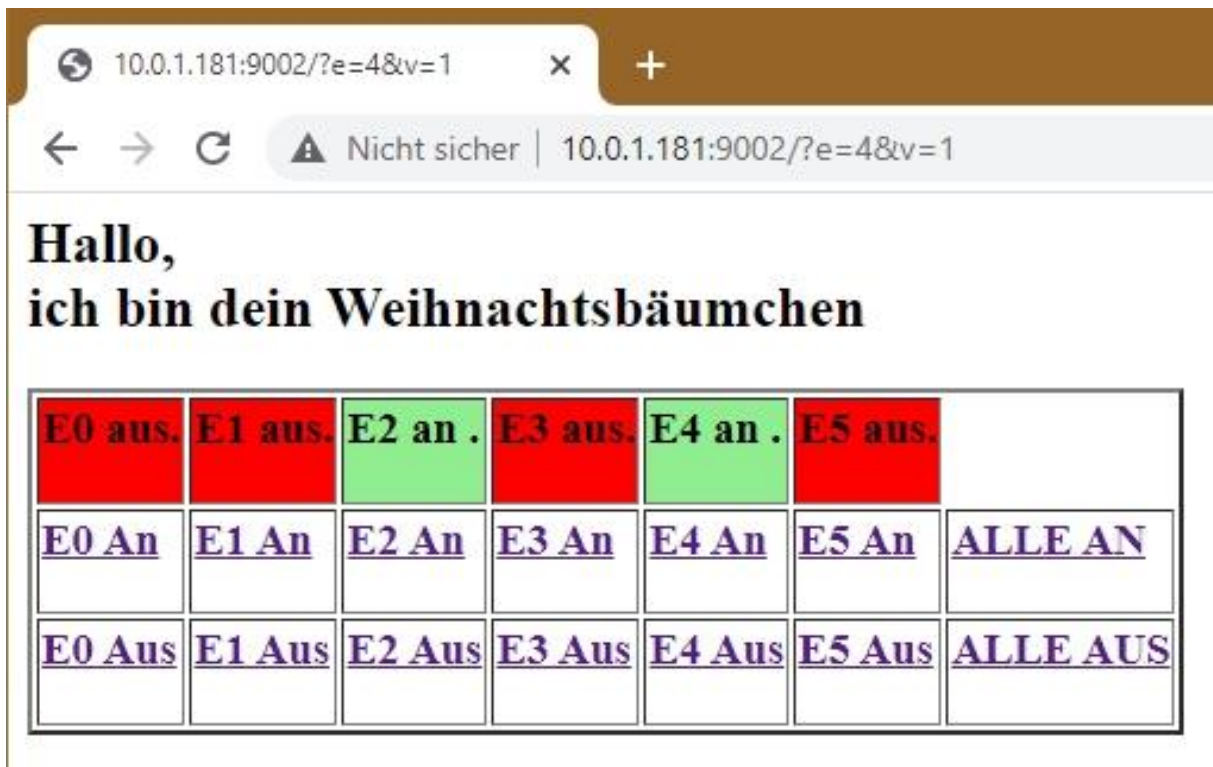 10.0.1.181:9002/?e=4&v=1
Nicht sicher | 10.0.1.181:9002/?e=4&v=1
Hallo,
ich bin dein Weihnachtsbäumchen
E0 aus. E1 aus. E2 an . E3 aus. E4 an . E5 aus.
E0 An E1 An E2 An E3 An E4 An E5 An ALLE AN
E0 Aus E1 Aus E2 Aus E3 Aus E4 Aus E5 Aus ALLE AUS